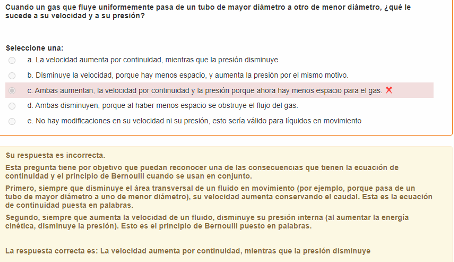 Cuando un gas que fluye uniformemente pasa de un tubo de mayor diámetro a otro de menor diámetro, ¿qué le
sucede a su velocidad y a su presión?
Seleccione una:
a. La velocidad aumenta por continuidad, mientras que la presión disminuye
b. Disminuye la velocidad, porque hay menos espacio, y aumenta la presión por el mismo motivo.
c. Ambas aumentan, la velocidad por continuidad y la presión porque ahora hay menos espacio para el gas.
d. Ambas disminuyen, porque al haber menos espacio se obstruye el flujo del gas.
e. No hay modificaciones en su velocidad ni su presión, esto sería válido para líquidos en movimiento
Su respuesta es incorrecta.
Esta pregunta tiene por objetivo que puedan reconocer una de las consecuencias que tienen la ecuación de
continuidad y el principio de Bernoulli cuando se usan en conjunto.
Primero, siempre que disminuye el área transversal de un fluido en movimiento (por ejemplo, porque pasa de un
tubo de mayor diámetro a uno de menor diámetro), su velocidad aumenta conservando el caudal. Esta es la ecuación
de continuidad puesta en palabras.
Segundo, siempre que aumenta la velocidad de un fluido, disminuye su presión interna (al aumentar la energía
cinética, disminuye la presión). Esto es el principio de Bernoulli puesto en palabras.
La respuesta correcta es: La velocidad aumenta por continuidad, mientras que la presión disminuye